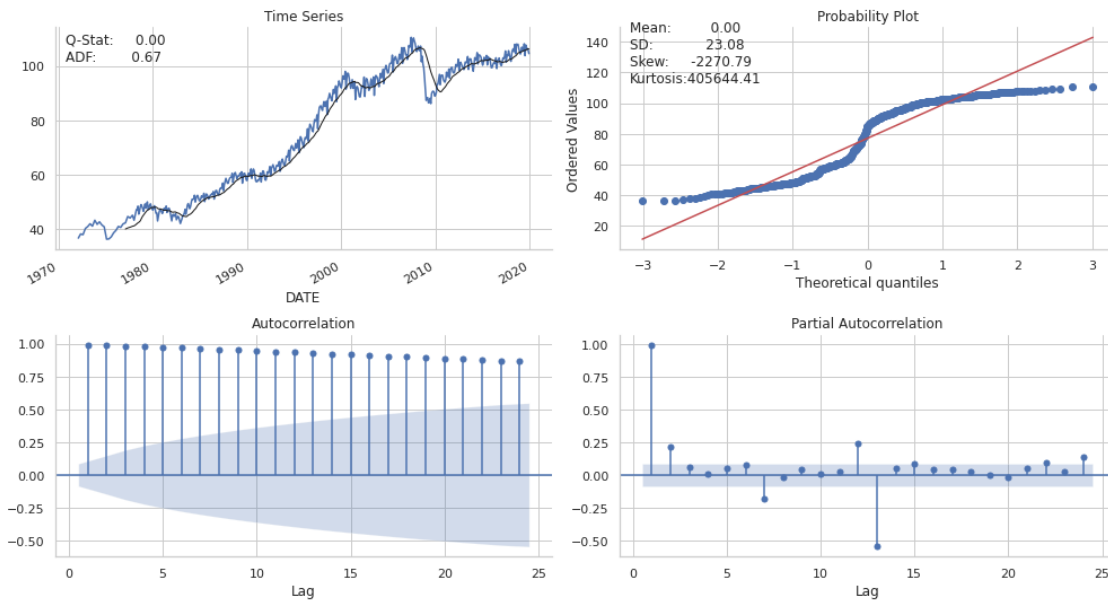 Time Series
Q-Stat: 0.00
ADF: 0.67
100
80
60
40
1970
1980
1990
2000
2010
2020
DATE
Probability Plot
Mean: 0.00
SD: 23.08
Skew: -2270.79
Kurtosis:405644.41
140
120
100
80
60
40
20
Ordered Values
−3 −2 −1 0 1 2 3
Theoretical quantiles
Autocorrelation
1.00
0.75
0.50
0.25
0.00
−0.25
−0.50
0 5 10 15 20 25
Lag
Partial Autocorrelation
1.00
0.75
0.50
0.25
0.00
−0.25
−0.50
0 5 10 15 20 25
Lag